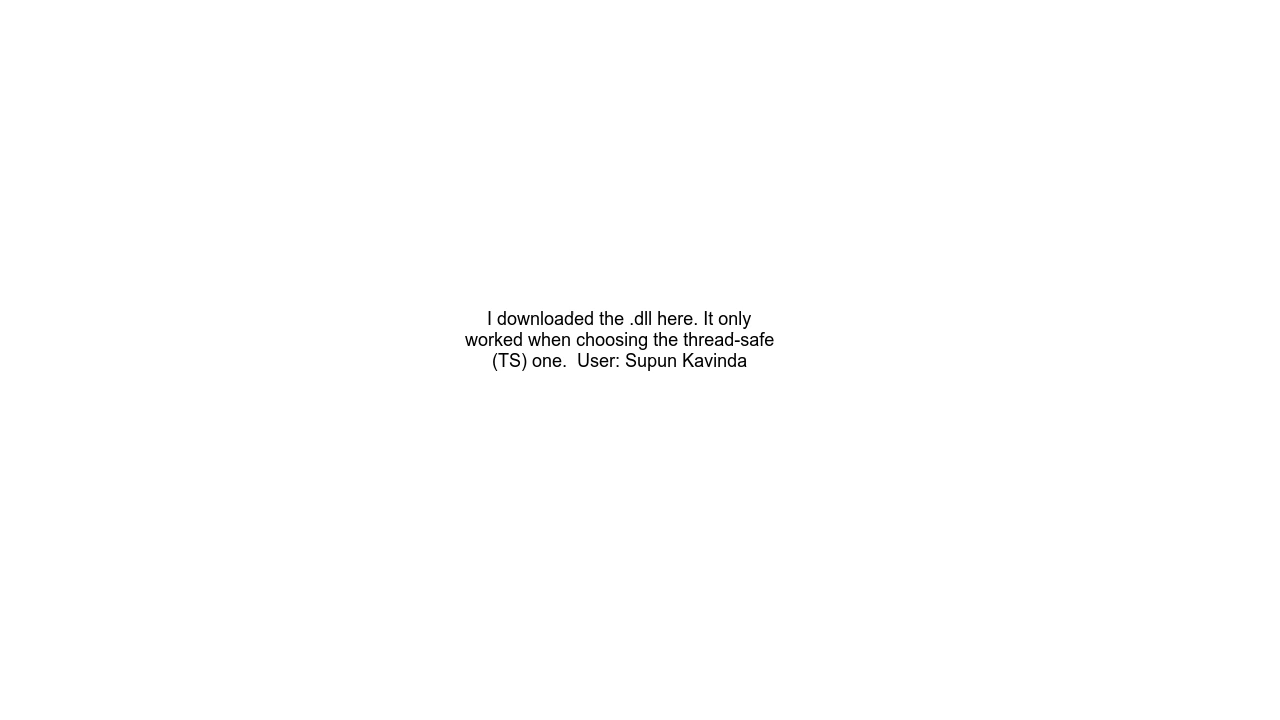 I downloaded the .dll here. It only
worked when choosing the thread-safe
(TS) one.  User: Supun Kavinda